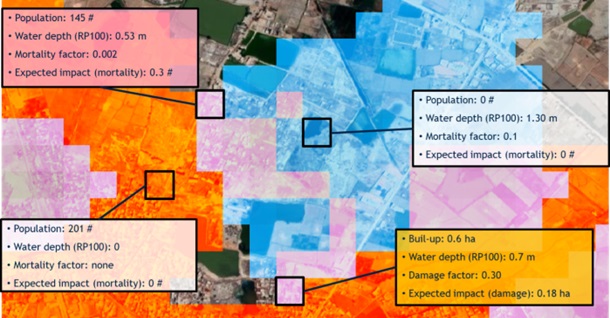 • Population: 145 #
• Water depth (RP100): 0.53 m
• Mortality factor: 0.002
• Expected impact (mortality): 0.3 #
• Population: 0 #
• Water depth (RP100): 1.30 m
• Mortality factor: 0.1
• Expected impact (mortality): 0 #
• Population: 201 #
• Water depth (RP100): 0
• Mortality factor: none
• Expected impact (mortality): 0 #
• Buil-up: 0.6 ha
• Water depth (RP100): 0.7 m
• Damage factor: 0.30
• Expected impact (damage): 0.18 ha